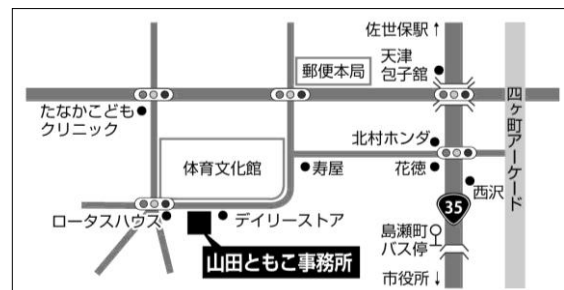 佐世保駅↑
天津
包子舘
郵便本局
四ヶ町アーケード
たなかこども
クリニック
北村ホンダ
体育文化館
寿屋
花徳
西沢
35
ロータスハウス
デイリーストア
島瀬町
バス停
山田ともこ事務所
市役所↓